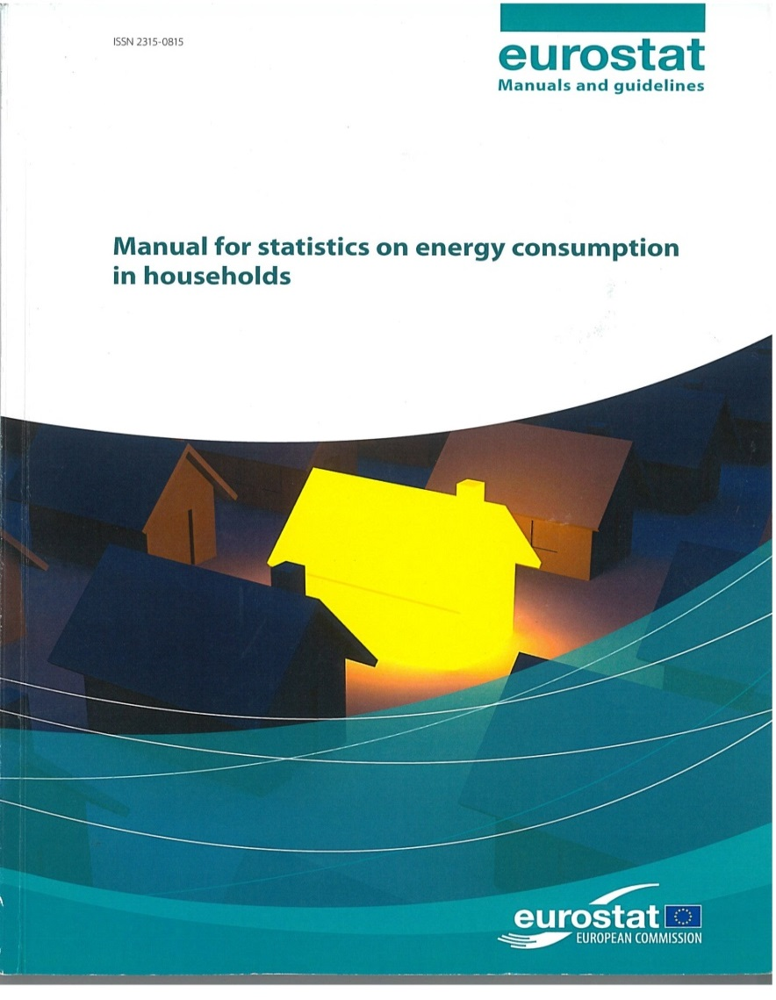 ISSN 2315-0815
eurostat
Manuals and guidelines
Manual for statistics on energy consumption
in households
eurostat
EUROPEAN COMMISSION